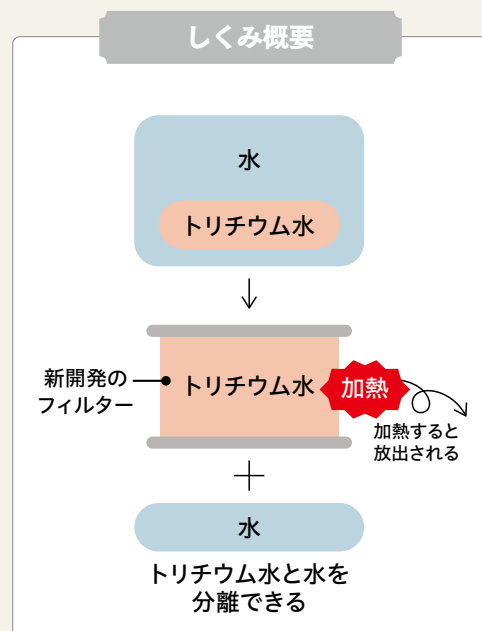 しくみ概要
水
トリチウム水
新開発の
フィルター
トリチウム水
加熱
加熱すると
放出される
水
トリチウム水と水を
分離できる